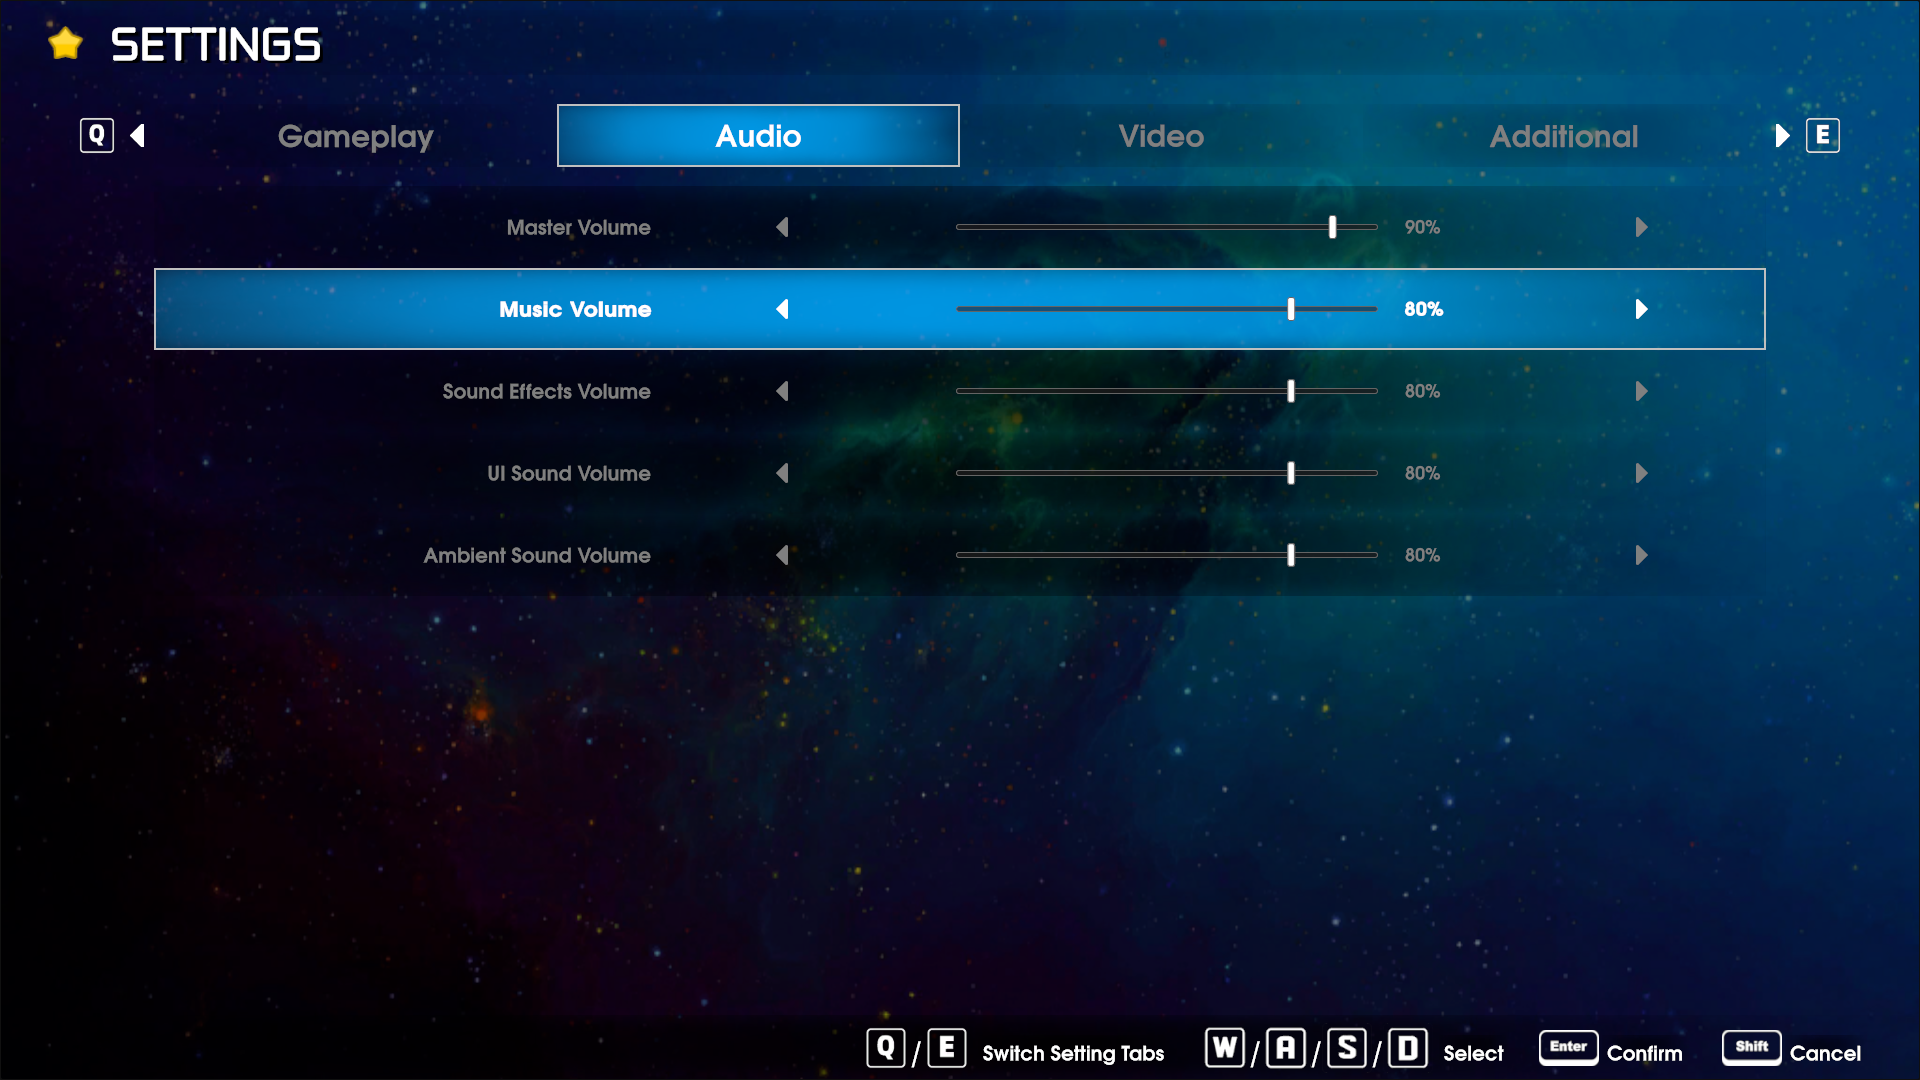 SETTINGS
Q Gameplay Audio Video Additional E
Master Volume 90%
Music Volume 80%
Sound Effects Volume 80%
UI Sound Volume 80%
Ambient Sound Volume 80%
Q / E Switch Setting Tabs W / A / S / D Select Enter Confirm Shift Cancel